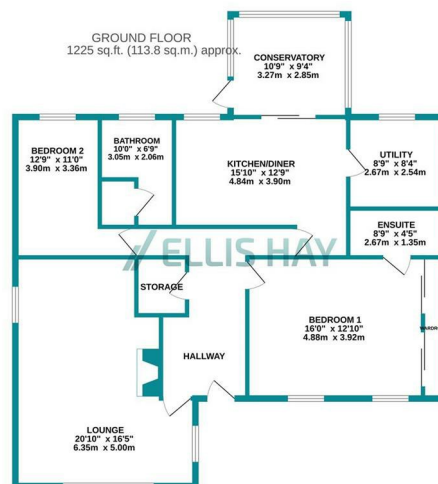 GROUND FLOOR
1225 sq.ft. (113.8 sq.m.) approx.
CONSERVATORY
10'9" x 9'4"
3.27m x 2.85m
BEDROOM 2
12'9" x 11'0"
3.90m x 3.36m
BATHROOM
10'0" x 6'9"
3.05m x 2.06m
KITCHEN/DINER
15'10" x 12'9"
4.84m x 3.90m
UTILITY
8'9" x 8'4"
2.67m x 2.54m
ENSUITE
8'9" x 4'5"
2.67m x 1.35m
ELLIS HAY
STORAGE
BEDROOM 1
16'0" x 12'10"
4.88m x 3.92m
HALLWAY
LOUNGE
20'10" x 16'5"
6.35m x 5.00m